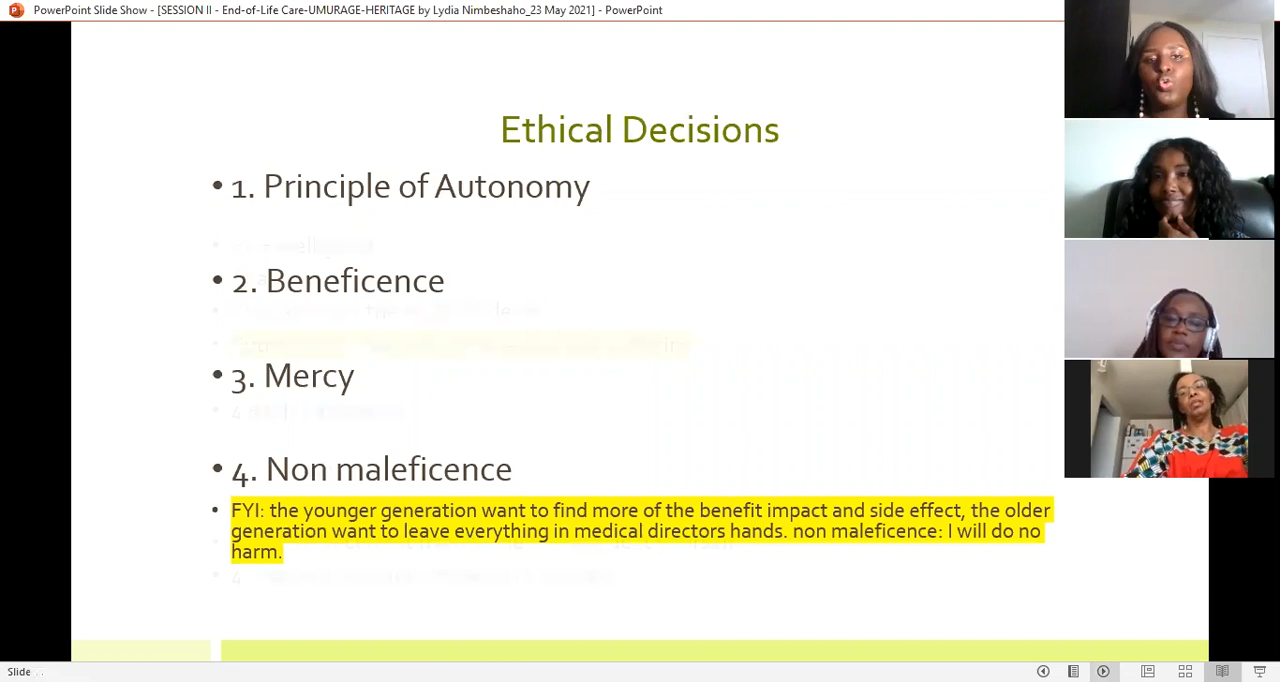 PowerPoint Slide Show - [SESSION II - End-of-Life Care-UMURAGE-HERITAGE by Lydia Nimbeshaho_23 May 2021] - PowerPoint
Ethical Decisions
• 1. Principle of Autonomy
• 2. Beneficence
• 3. Mercy
• 4. Non maleficence
• FYI: the younger generation want to find more of the benefit impact and side effect, the older
generation want to leave everything in medical directors hands. non maleficence: I will do no
harm.
Slide